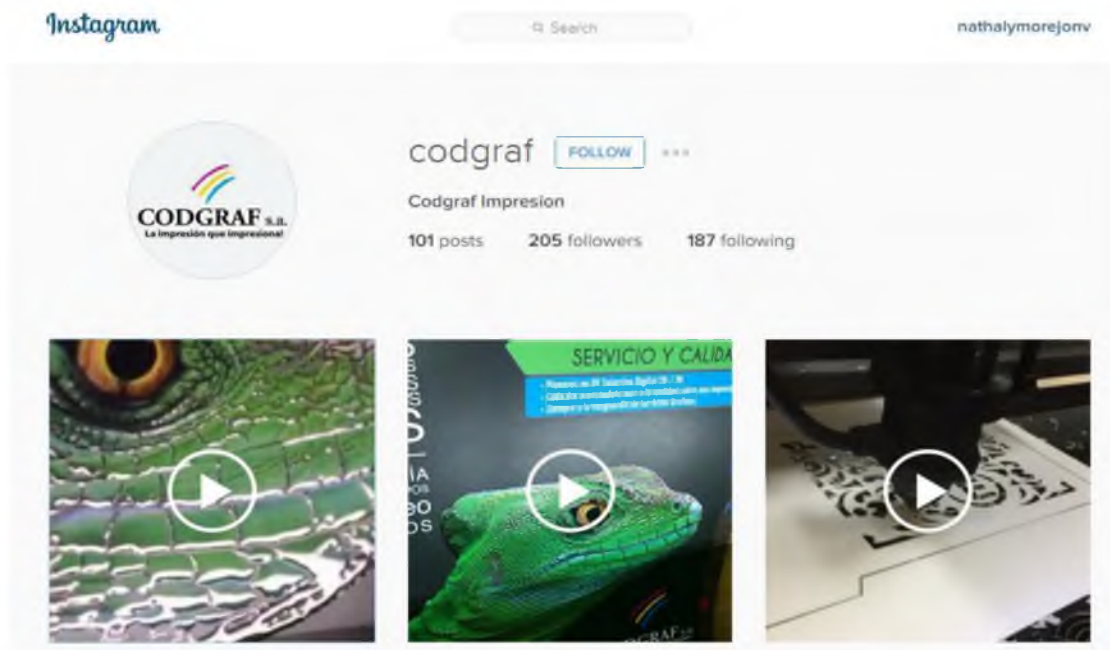 Instagram
Search
nathalymorejonv
codgraf FOLLOW
Codgraf Impresion
101 posts 205 followers 187 following
CODGRAF s.a.
La impresión que impresiona!
SERVICIO Y CALIDA